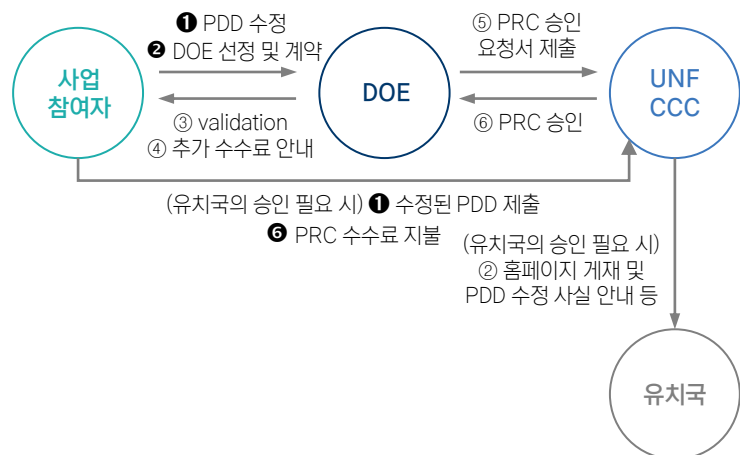 ❶ PDD 수정
❷ DOE 선정 및 계약
⑤ PRC 승인
요청서 제출
사업
참여자
DOE
UNF
CCC
③ validation
④ 추가 수수료 안내
⑥ PRC 승인
(유치국의 승인 필요 시) ❶ 수정된 PDD 제출
❻ PRC 수수료 지불
(유치국의 승인 필요 시)
② 홈페이지 게재 및
PDD 수정 사실 안내 등
유치국